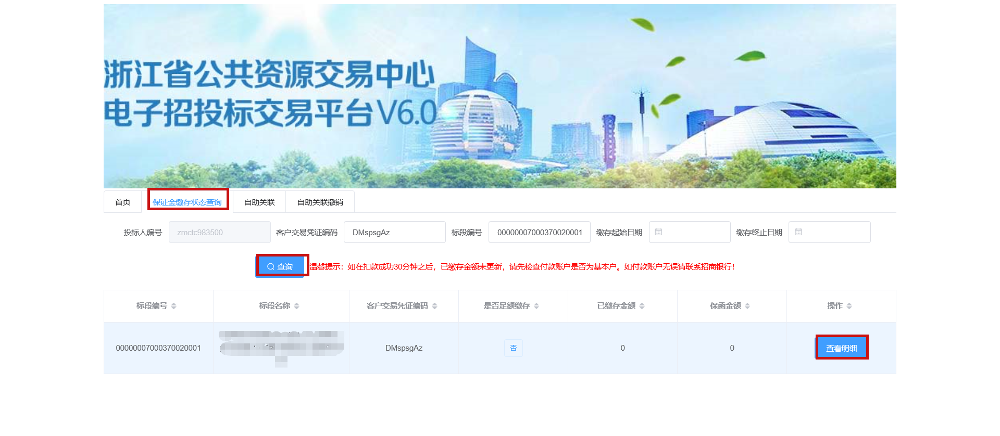 浙江省公共资源交易中心
电子招投标交易平台V6.0
首页 保证金缴存状态查询 自助关联 自助关联撤销
投标人编号 zmctc983500 客户交易凭证编码 DMspsgAz 标段编号 00000007000370020001 缴存起始日期 缴存终止日期
查询 温馨提示：如在扣款成功30分钟之后，已缴存金额未更新，请先检查付款账户是否为基本户。如付款账户无误请联系招商银行！
标段编号 标段名称 客户交易凭证编码 是否足额缴存 已缴存金额 保函金额 操作
00000007000370020001 DMspsgAz 否 0 0 查看明细